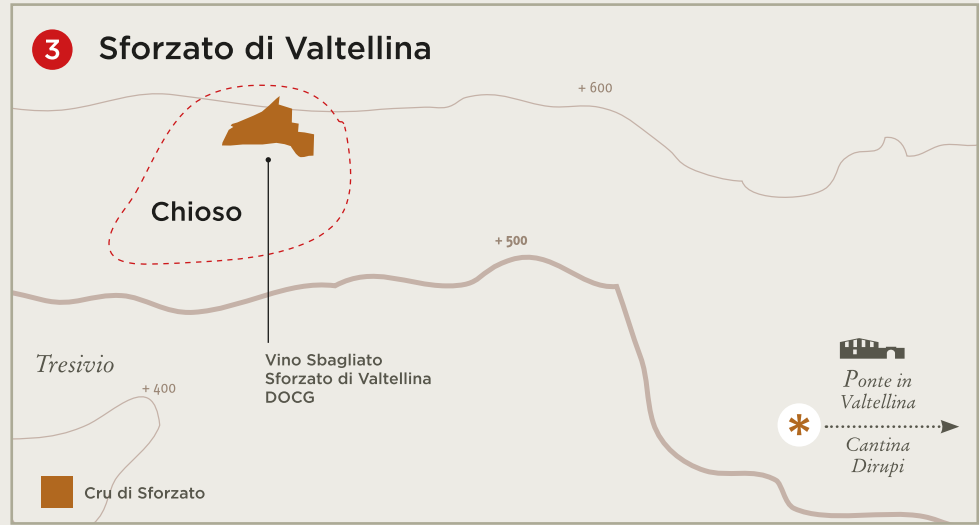 3 Sforzato di Valtellina
+ 600
Chioso
+ 500
Vino Sbagliato
Sforzato di Valtellina
DOCG
Tresivio
+ 400
Ponte in
Valtellina
*
Cantina
Dirupi
Cru di Sforzato